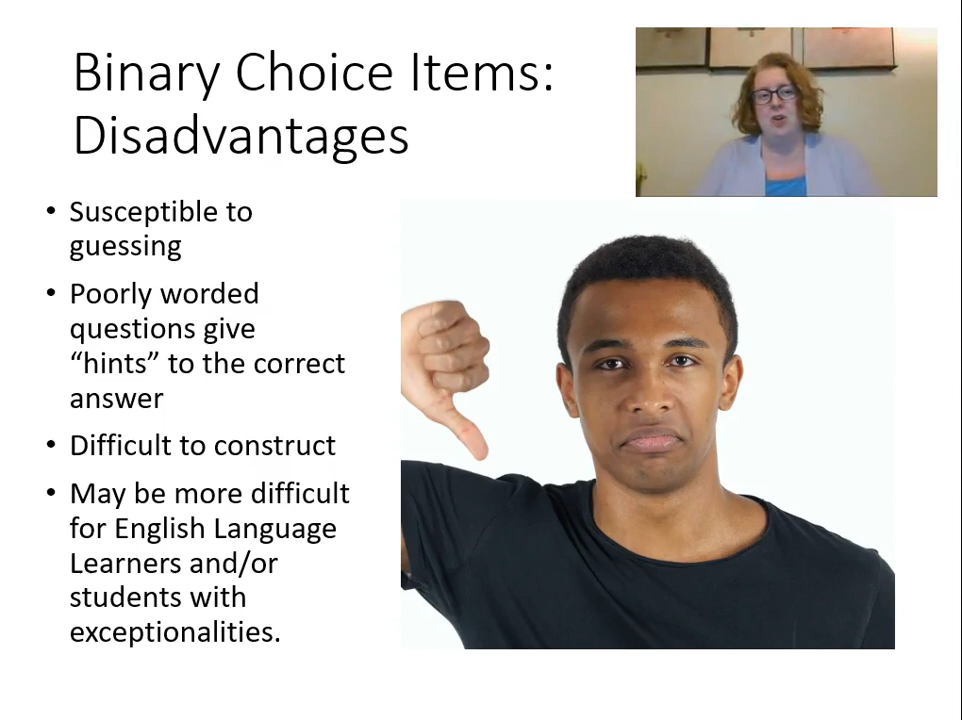 Binary Choice Items:
Disadvantages
• Susceptible to
guessing
• Poorly worded
questions give
“hints” to the correct
answer
• Difficult to construct
• May be more difficult
for English Language
Learners and/or
students with
exceptionalities.